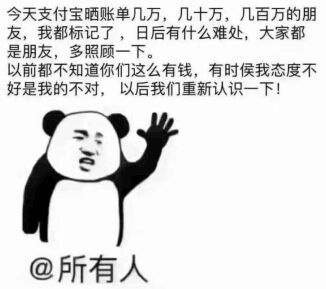 今天支付宝晒账单几万，几十万，几百万的朋
友，我都标记了 ，日后有什么难处，大家都
是朋友，多照顾一下。
以前都不知道你们这么有钱，有时侯我态度不
好是我的不对， 以后我们重新认识一下！
@所有人